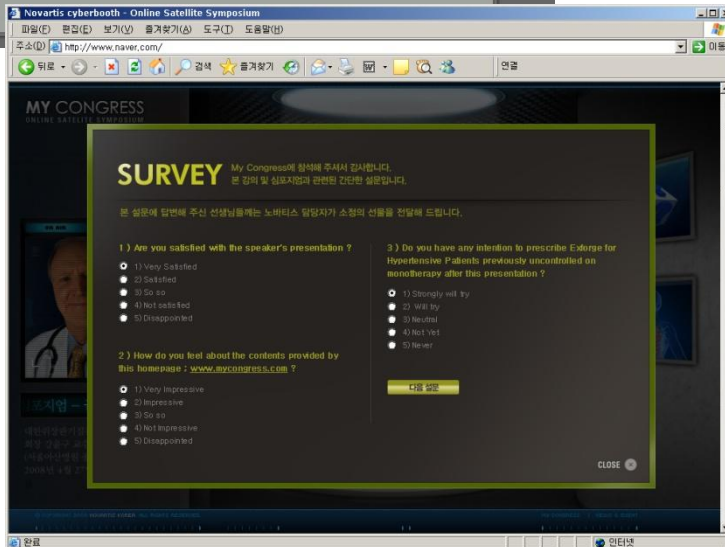 Novartis cyberbooth - Online Satellite Symposium
파일(F) 편집(E) 보기(V) 즐겨찾기(A) 도구(T) 도움말(H)
주소(D) http://www.naver.com/ 이동
뒤로 검색 즐겨찾기 연결
MY CONGRESS
ONLINE SATELITE SYMPOSIUM
SURVEY
My Congress에 참석해 주셔서 감사합니다.
본 강의 및 심포지엄과 관련된 간단한 설문입니다.
본 설문에 답변해 주신 선생님들께는 노바티스 담당자가 소정의 선물을 전달해 드립니다.
1 ) Are you satisfied with the speaker's presentation ?
1) Very Satisfied
2) Satisfied
3) So so
4) Not satisfied
5) Disappointed
2 ) How do you feel about the contents provided by
this homepage ; www.mycongress.com ?
1) Very Impressive
2) Impressive
3) So so
4) Not Impressive
5) Disappointed
3 ) Do you have any intention to prescribe Exforge for
Hypertensive Patients previously uncontrolled on
monotherapy after this presentation ?
1) Strongly will try
2) Will try
3) Neutral
4) Not Yet
5) Never
다음 설문
CLOSE
완료
인터넷